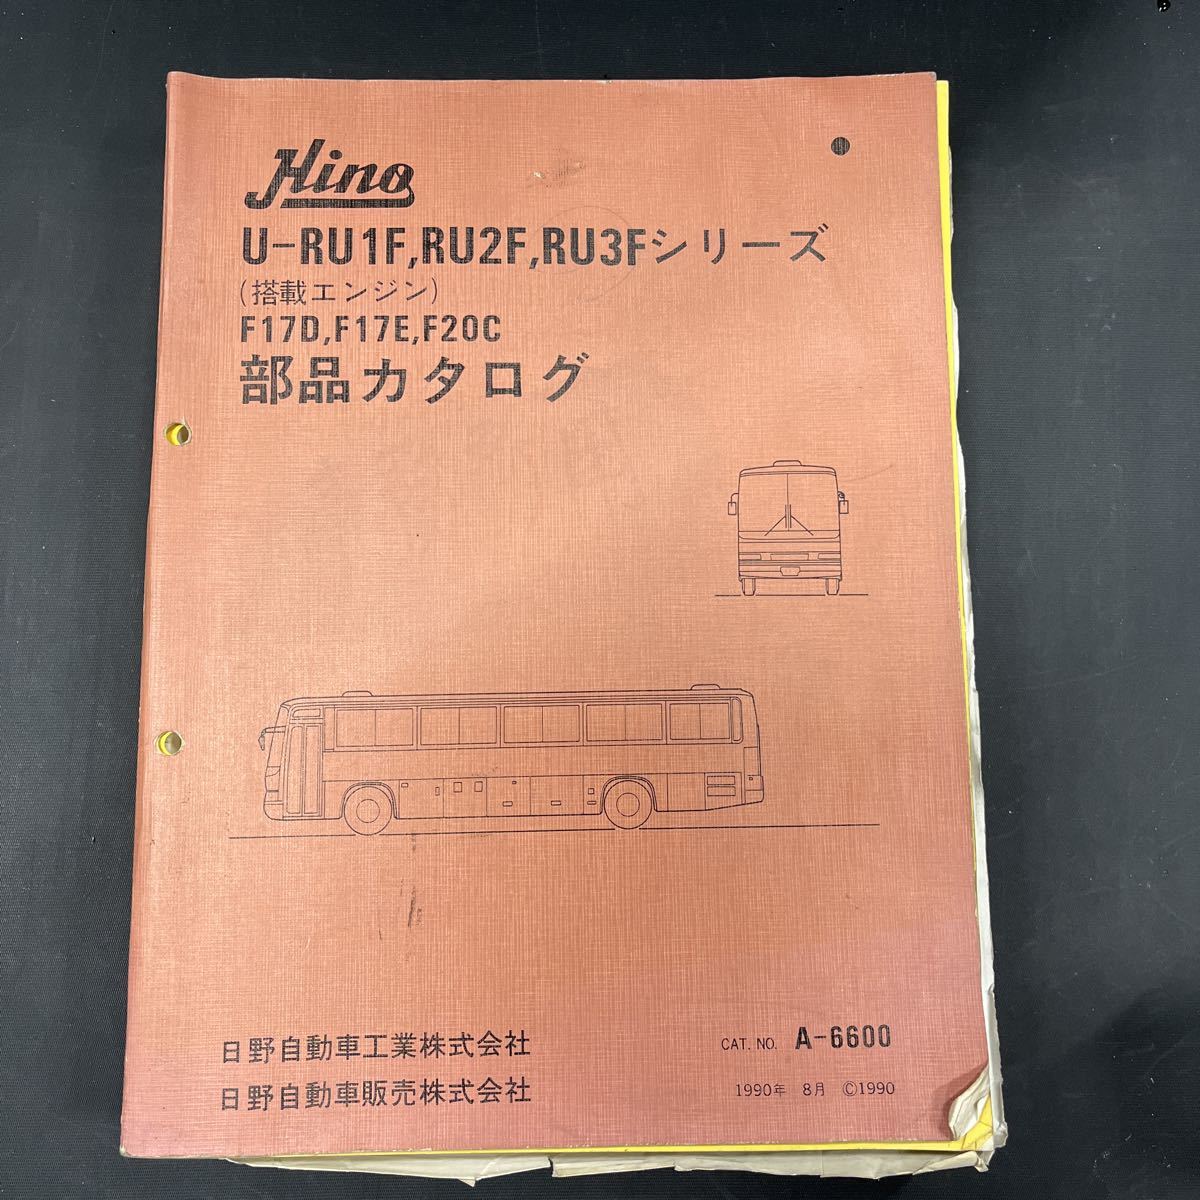 Hino
U-RU1F,RU2F,RU3Fシリーズ
(搭載エンジン)
F17D,F17E,F20C
部品カタログ
日野自動車工業株式会社
日野自動車販売株式会社
CAT. NO. A-6600
1990年 8月 ©1990